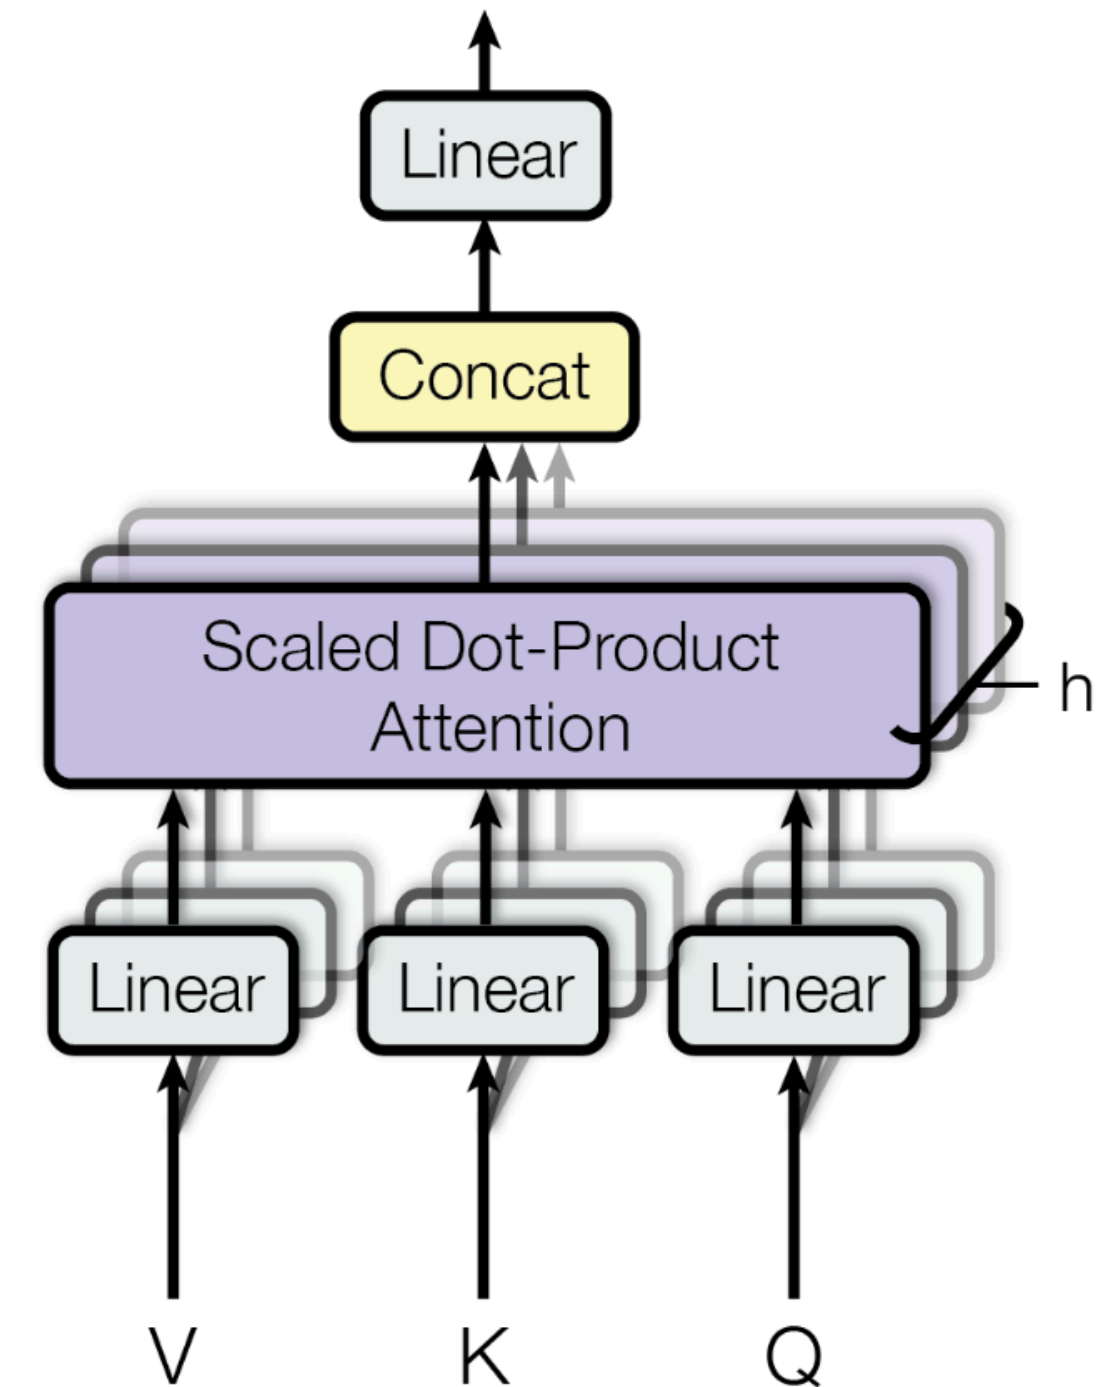 Linear
Concat
Scaled Dot-Product
Attention
h
Linear Linear Linear
V K Q